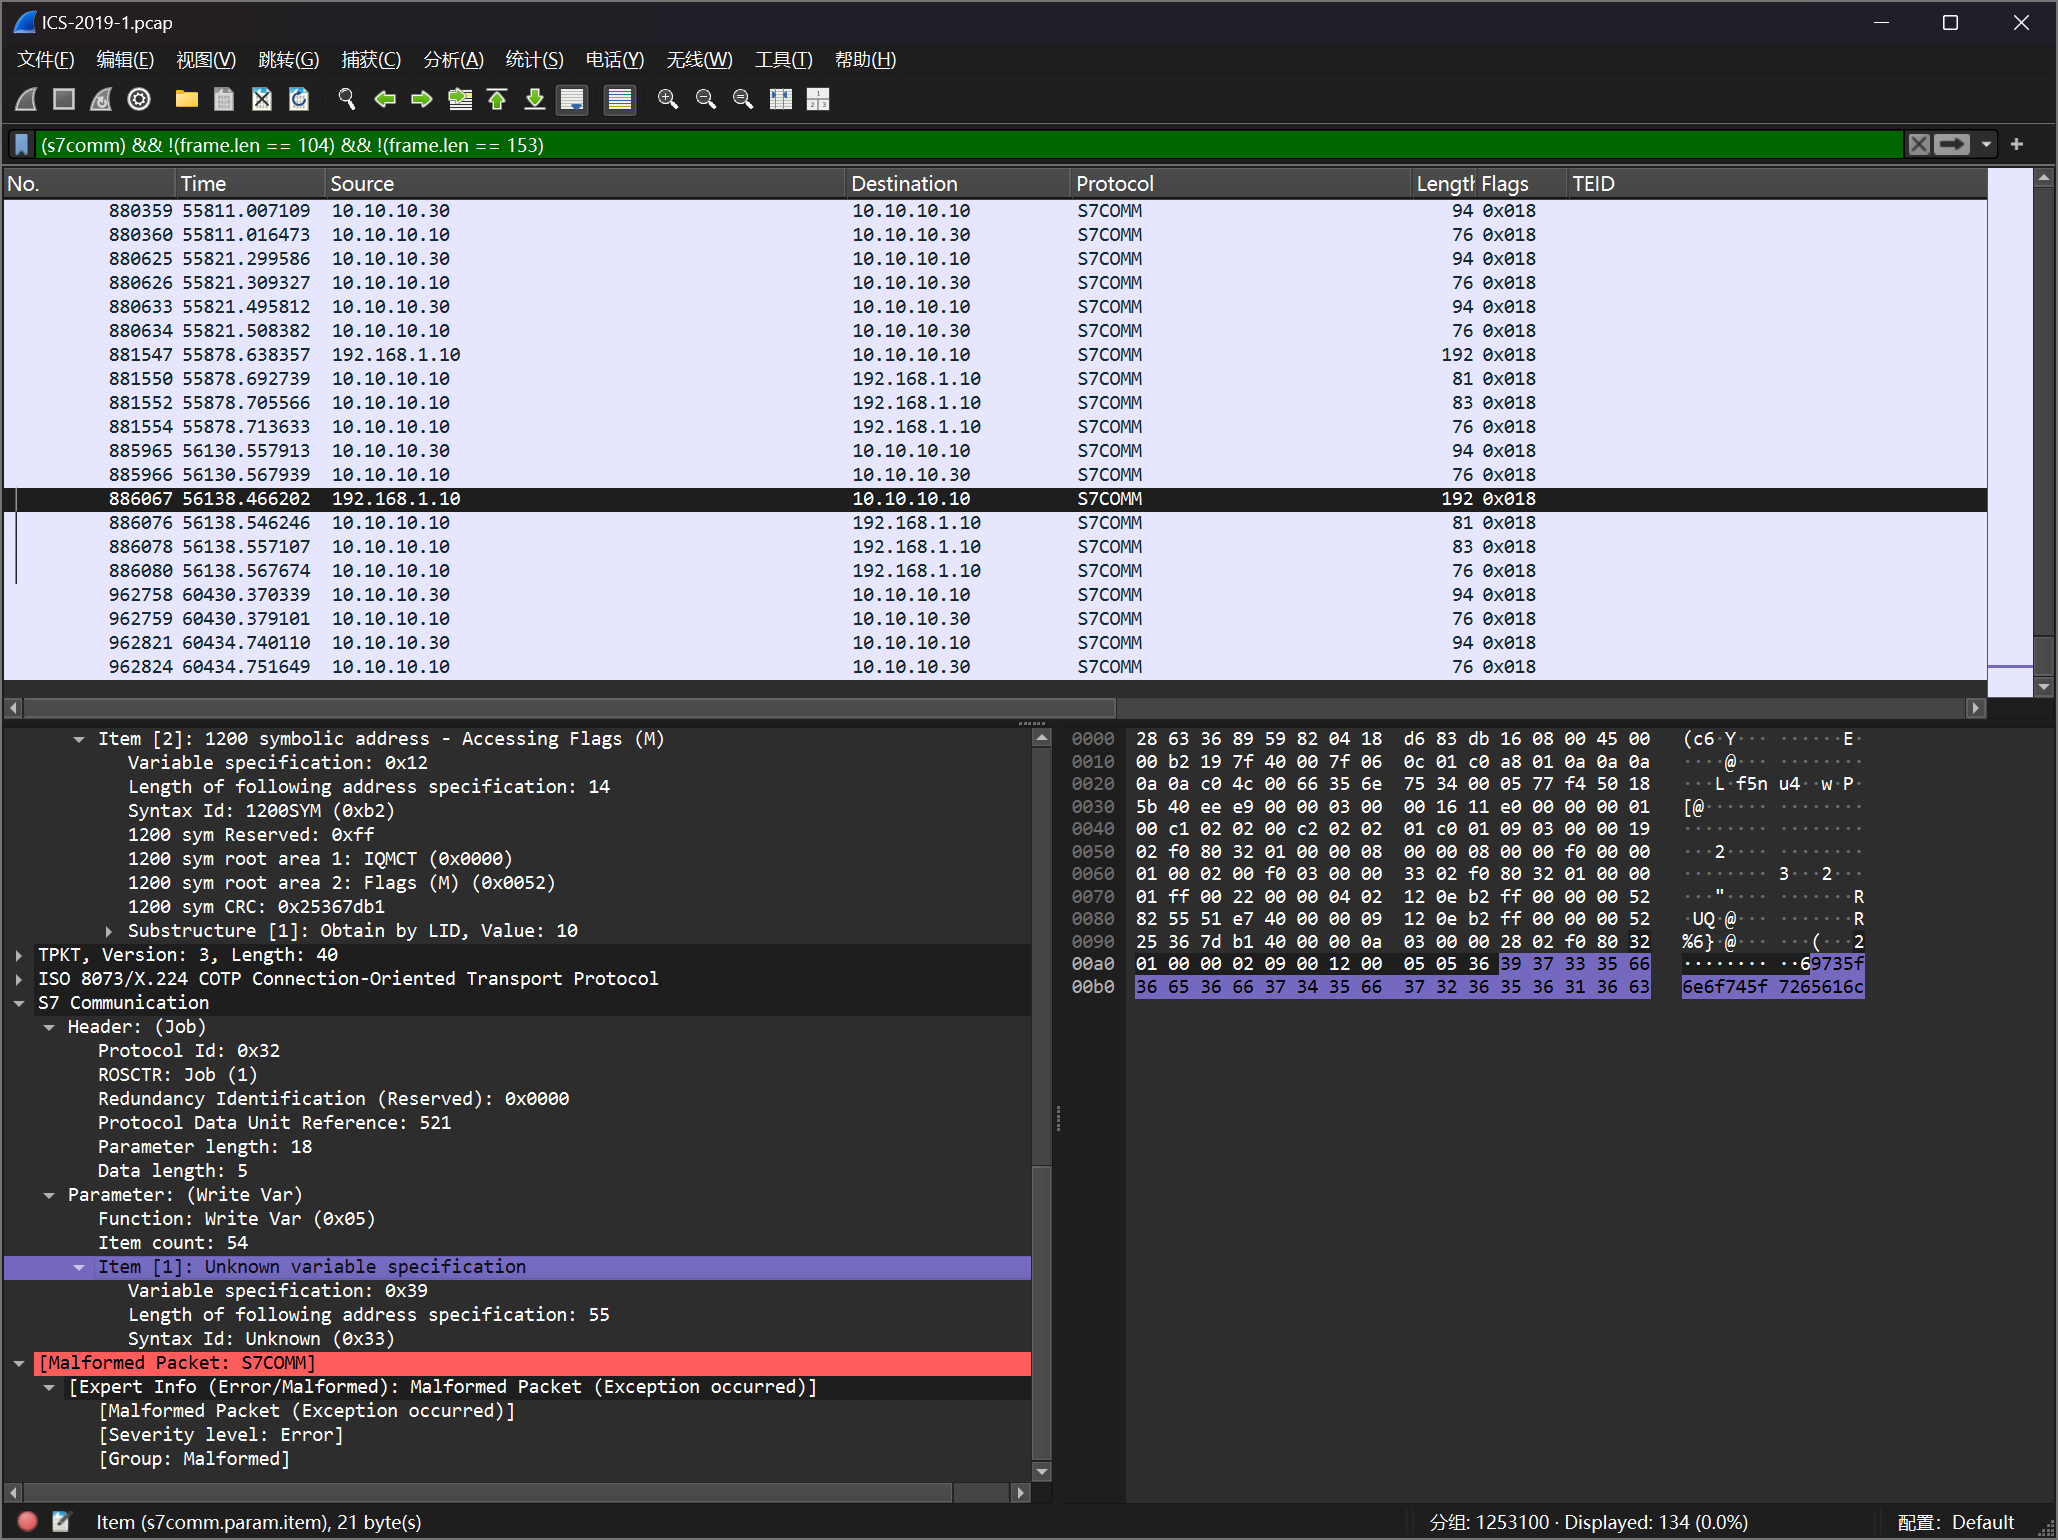 ICS-2019-1.pcap
文件(F) 编辑(E) 视图(V) 跳转(G) 捕获(C) 分析(A) 统计(S) 电话(Y) 无线(W) 工具(T) 帮助(H)
(s7comm) && !(frame.len == 104) && !(frame.len == 153)
No. Time Source Destination Protocol Length Flags TEID
880359 55811.007109 10.10.10.30 10.10.10.10 S7COMM 94 0x018
880360 55811.016473 10.10.10.10 10.10.10.30 S7COMM 76 0x018
880625 55821.299586 10.10.10.30 10.10.10.10 S7COMM 94 0x018
880626 55821.309327 10.10.10.10 10.10.10.30 S7COMM 76 0x018
880633 55821.495812 10.10.10.30 10.10.10.10 S7COMM 94 0x018
880634 55821.508382 10.10.10.10 10.10.10.30 S7COMM 76 0x018
881547 55878.638357 192.168.1.10 10.10.10.10 S7COMM 192 0x018
881550 55878.692739 10.10.10.10 192.168.1.10 S7COMM 81 0x018
881552 55878.705566 10.10.10.10 192.168.1.10 S7COMM 83 0x018
881554 55878.713633 10.10.10.10 192.168.1.10 S7COMM 76 0x018
885965 56130.557913 10.10.10.30 10.10.10.10 S7COMM 94 0x018
885966 56130.567939 10.10.10.10 10.10.10.30 S7COMM 76 0x018
886067 56138.466202 192.168.1.10 10.10.10.10 S7COMM 192 0x018
886076 56138.546246 10.10.10.10 192.168.1.10 S7COMM 81 0x018
886078 56138.557107 10.10.10.10 192.168.1.10 S7COMM 83 0x018
886080 56138.567674 10.10.10.10 192.168.1.10 S7COMM 76 0x018
962758 60430.370339 10.10.10.30 10.10.10.10 S7COMM 94 0x018
962759 60430.379101 10.10.10.10 10.10.10.30 S7COMM 76 0x018
962821 60434.740110 10.10.10.30 10.10.10.10 S7COMM 94 0x018
962824 60434.751649 10.10.10.10 10.10.10.30 S7COMM 76 0x018
Item [2]: 1200 symbolic address - Accessing Flags (M)
Variable specification: 0x12
Length of following address specification: 14
Syntax Id: 1200SYM (0xb2)
1200 sym Reserved: 0xff
1200 sym root area 1: IQMCT (0x0000)
1200 sym root area 2: Flags (M) (0x0052)
1200 sym CRC: 0x25367db1
Substructure [1]: Obtain by LID, Value: 10
TPKT, Version: 3, Length: 40
ISO 8073/X.224 COTP Connection-Oriented Transport Protocol
S7 Communication
Header: (Job)
Protocol Id: 0x32
ROSCTR: Job (1)
Redundancy Identification (Reserved): 0x0000
Protocol Data Unit Reference: 521
Parameter length: 18
Data length: 5
Parameter: (Write Var)
Function: Write Var (0x05)
Item count: 54
Item [1]: Unknown variable specification
Variable specification: 0x39
Length of following address specification: 55
Syntax Id: Unknown (0x33)
[Malformed Packet: S7COMM]
[Expert Info (Error/Malformed): Malformed Packet (Exception occurred)]
[Malformed Packet (Exception occurred)]
[Severity level: Error]
[Group: Malformed]
0000 28 63 36 89 59 82 04 18 d6 83 db 16 08 00 45 00 (c6·Y··· ······E·
0010 00 b2 19 7f 40 00 7f 06 0c 01 c0 a8 01 0a 0a 0a ····@··· ········
0020 0a 0a c0 4c 00 66 35 6e 75 34 00 05 77 f4 50 18 ···L·f5n u4··w·P·
0030 5b 40 ee e9 00 00 03 00 00 16 11 e0 00 00 00 01 [@······ ········
0040 00 c1 02 02 00 c2 02 02 01 c0 01 09 03 00 00 19 ········ ········
0050 02 f0 80 32 01 00 00 08 00 00 08 00 00 f0 00 00 ···2···· ········
0060 01 00 02 00 f0 03 00 00 33 02 f0 80 32 01 00 00 ········ 3···2···
0070 01 ff 00 22 00 00 04 02 12 0e b2 ff 00 00 00 52 ···"···· ·······R
0080 82 55 51 e7 40 00 00 09 12 0e b2 ff 00 00 00 52 ·UQ·@··· ·······R
0090 25 36 7d b1 40 00 00 0a 03 00 00 28 02 f0 80 32 %6}·@··· ···(···2
00a0 01 00 00 02 09 00 12 00 05 05 36 39 37 33 35 66 ········ ··69735f
00b0 36 65 36 66 37 34 35 66 37 32 36 35 36 31 36 63 6e6f745f 7265616c
Item (s7comm.param.item), 21 byte(s) 分组: 1253100 · Displayed: 134 (0.0%) 配置: Default